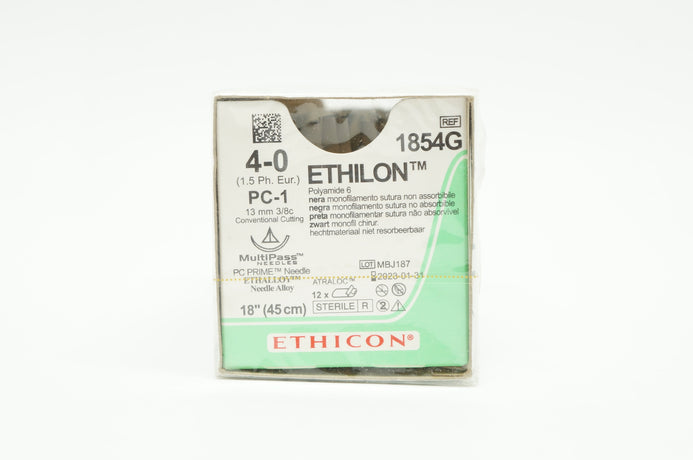 REF
1854G
4-0
(1.5 Ph. Eur.)
PC-1
13 mm 3/8c
Conventional Cutting
MultiPass™
NEEDLES
PC PRIME™ Needle
ETHALLOY™
Needle Alloy
18" (45 cm)
ETHILON™
Polyamide 6
nera monofilamento sutura non assorbibile
negra monofilamento sutura no absorbible
preta monofilamentar sutura não absorvível
zwart monofil chirur.
hechtmateriaal niet resorbeerbaar
LOT MBJ187
2023-01-31
ATRALOC™
12 x
STERILE R
2
ETHICON®